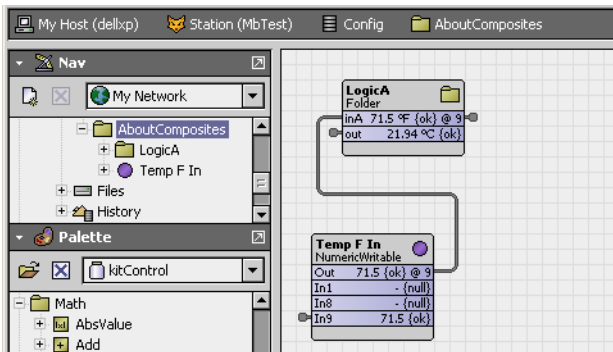 My Host (dellxp) Station (MbTest) Config AboutComposites
Nav
My Network
AboutComposites
LogicA
Temp F In
Files
History
Palette
kitControl
Math
AbsValue
Add
LogicA
Folder
inA 71.5 ºF {ok} @ 9
out 21.94 ºC {ok}
Temp F In
NumericWritable
Out 71.5 {ok} @ 9
In1 - {null}
In8 - {null}
In9 71.5 {ok}